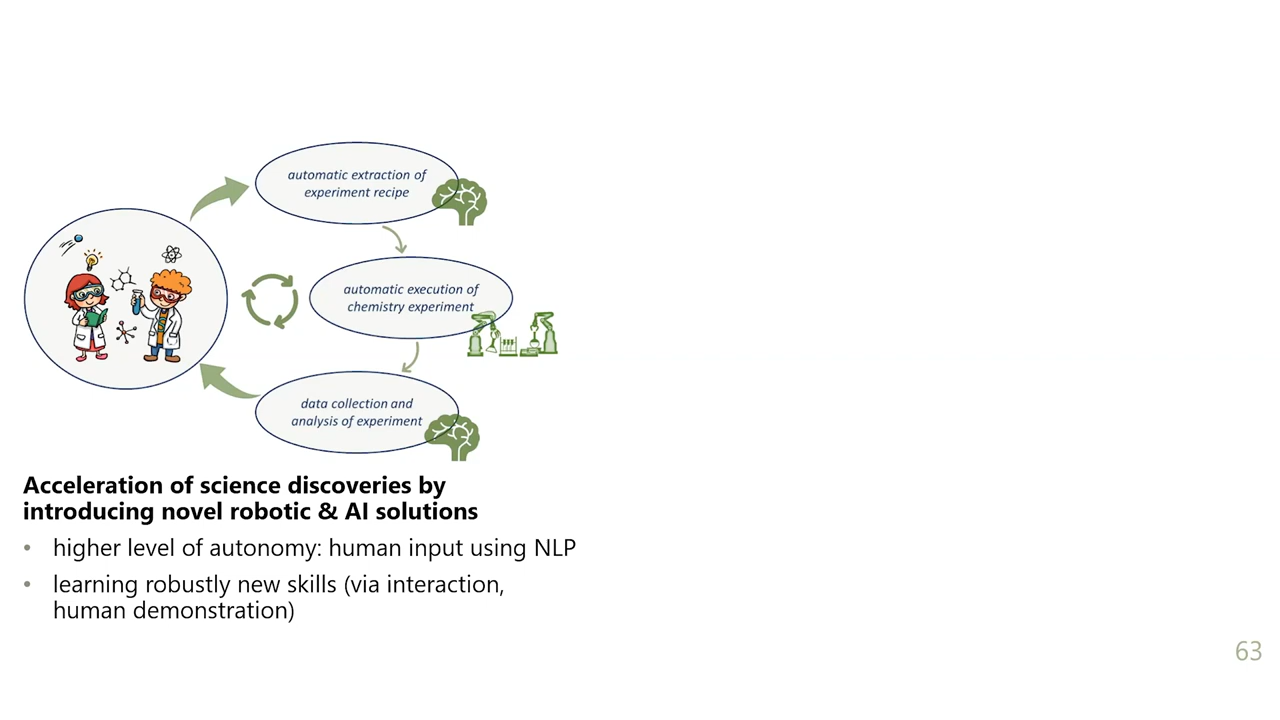 automatic extraction of
experiment recipe
automatic execution of
chemistry experiment
data collection and
analysis of experiment
Acceleration of science discoveries by
introducing novel robotic & AI solutions
• higher level of autonomy: human input using NLP
• learning robustly new skills (via interaction,
human demonstration)
63